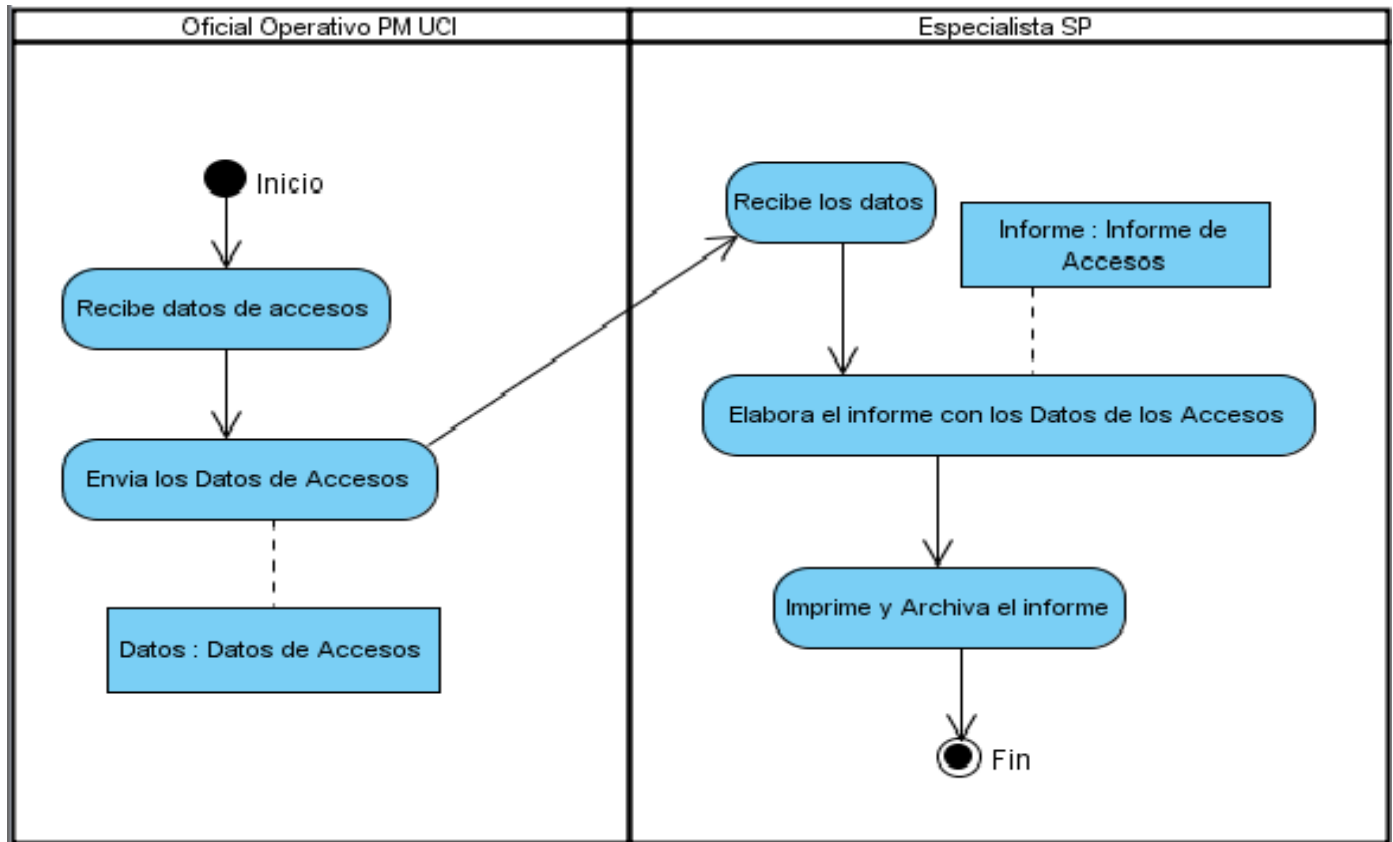 Oficial Operativo PM UCI
Especialista SP
Inicio
Recibe datos de accesos
Envia los Datos de Accesos
Datos : Datos de Accesos
Recibe los datos
Informe : Informe de
Accesos
Elabora el informe con los Datos de los Accesos
Imprime y Archiva el informe
Fin